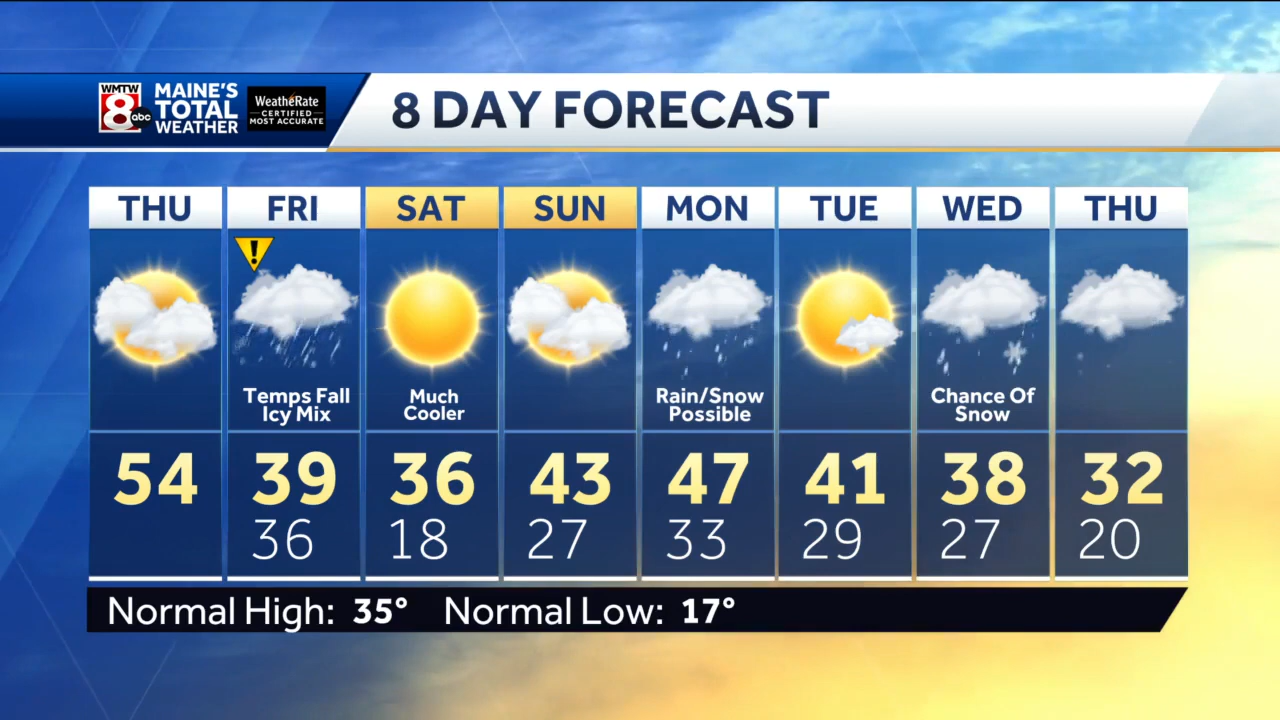 WMTW
8
abc
MAINE'S
TOTAL
WEATHER
WeatheRate
CERTIFIED
MOST ACCURATE
8 DAY FORECAST
THU FRI SAT SUN MON TUE WED THU
!
Temps Fall
Icy Mix
Much
Cooler
Rain/Snow
Possible
Chance Of
Snow
54 39 36 43 47 41 38 32
36 18 27 33 29 27 20
Normal High: 35° Normal Low: 17°